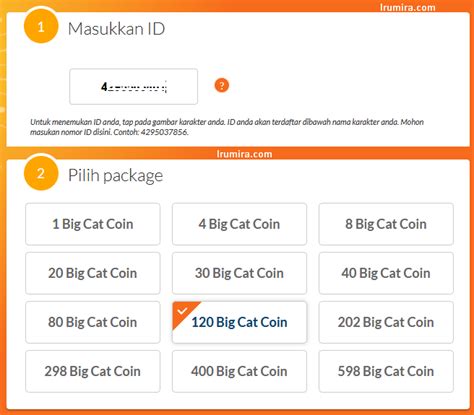 lrumira.com
1 Masukkan ID
?
Untuk menemukan ID anda, tap pada gambar karakter anda. ID anda akan terdaftar dibawah nama karakter anda. Mohon
masukan nomor ID disini. Contoh: 4295037856.
lrumira.com
2 Pilih package
1 Big Cat Coin 4 Big Cat Coin 8 Big Cat Coin
20 Big Cat Coin 30 Big Cat Coin 40 Big Cat Coin
80 Big Cat Coin 120 Big Cat Coin 202 Big Cat Coin
298 Big Cat Coin 400 Big Cat Coin 598 Big Cat Coin